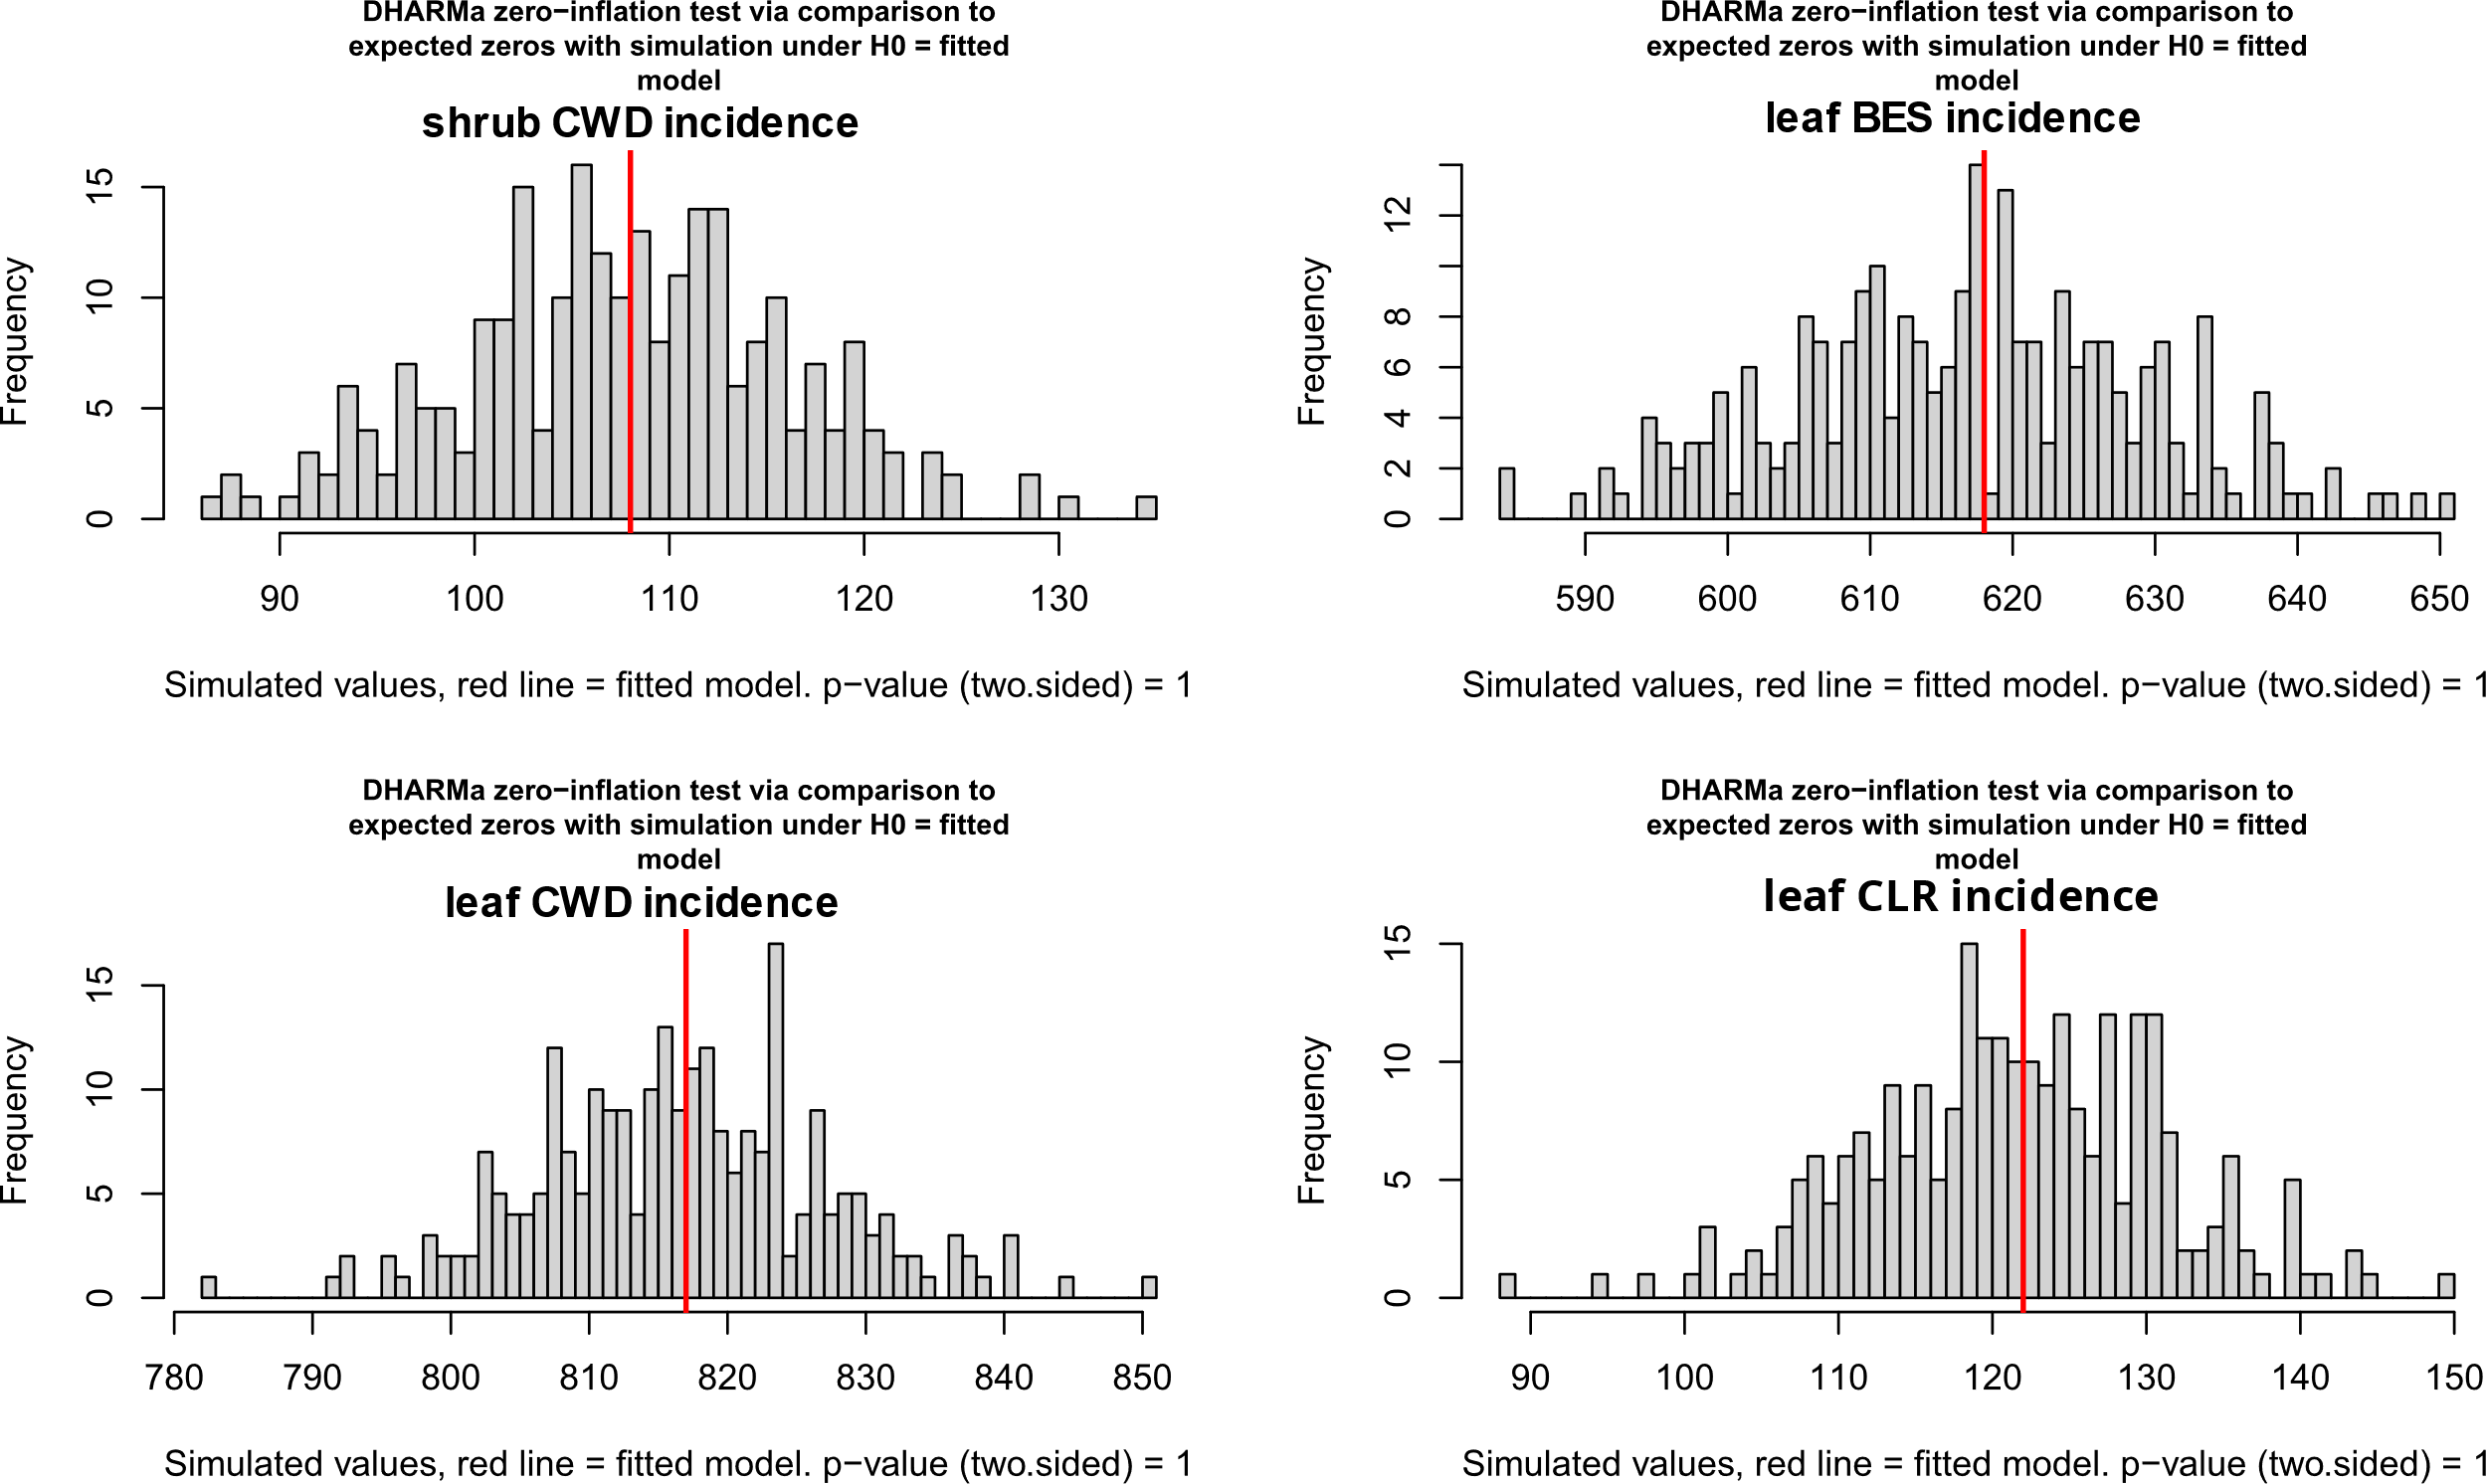 DHARMa zero−inflation test via comparison to
expected zeros with simulation under H0 = fitted
model
shrub CWD incidence
Frequency
0 5 10 15
90 100 110 120 130
Simulated values, red line = fitted model. p−value (two.sided) = 1
DHARMa zero−inflation test via comparison to
expected zeros with simulation under H0 = fitted
model
leaf BES incidence
Frequency
0 2 4 6 8 12
590 600 610 620 630 640 650
Simulated values, red line = fitted model. p−value (two.sided) = 1
DHARMa zero−inflation test via comparison to
expected zeros with simulation under H0 = fitted
model
leaf CWD incidence
Frequency
0 5 10 15
780 790 800 810 820 830 840 850
Simulated values, red line = fitted model. p−value (two.sided) = 1
DHARMa zero−inflation test via comparison to
expected zeros with simulation under H0 = fitted
model
leaf CLR incidence
Frequency
0 5 10 15
90 100 110 120 130 140 150
Simulated values, red line = fitted model. p−value (two.sided) = 1